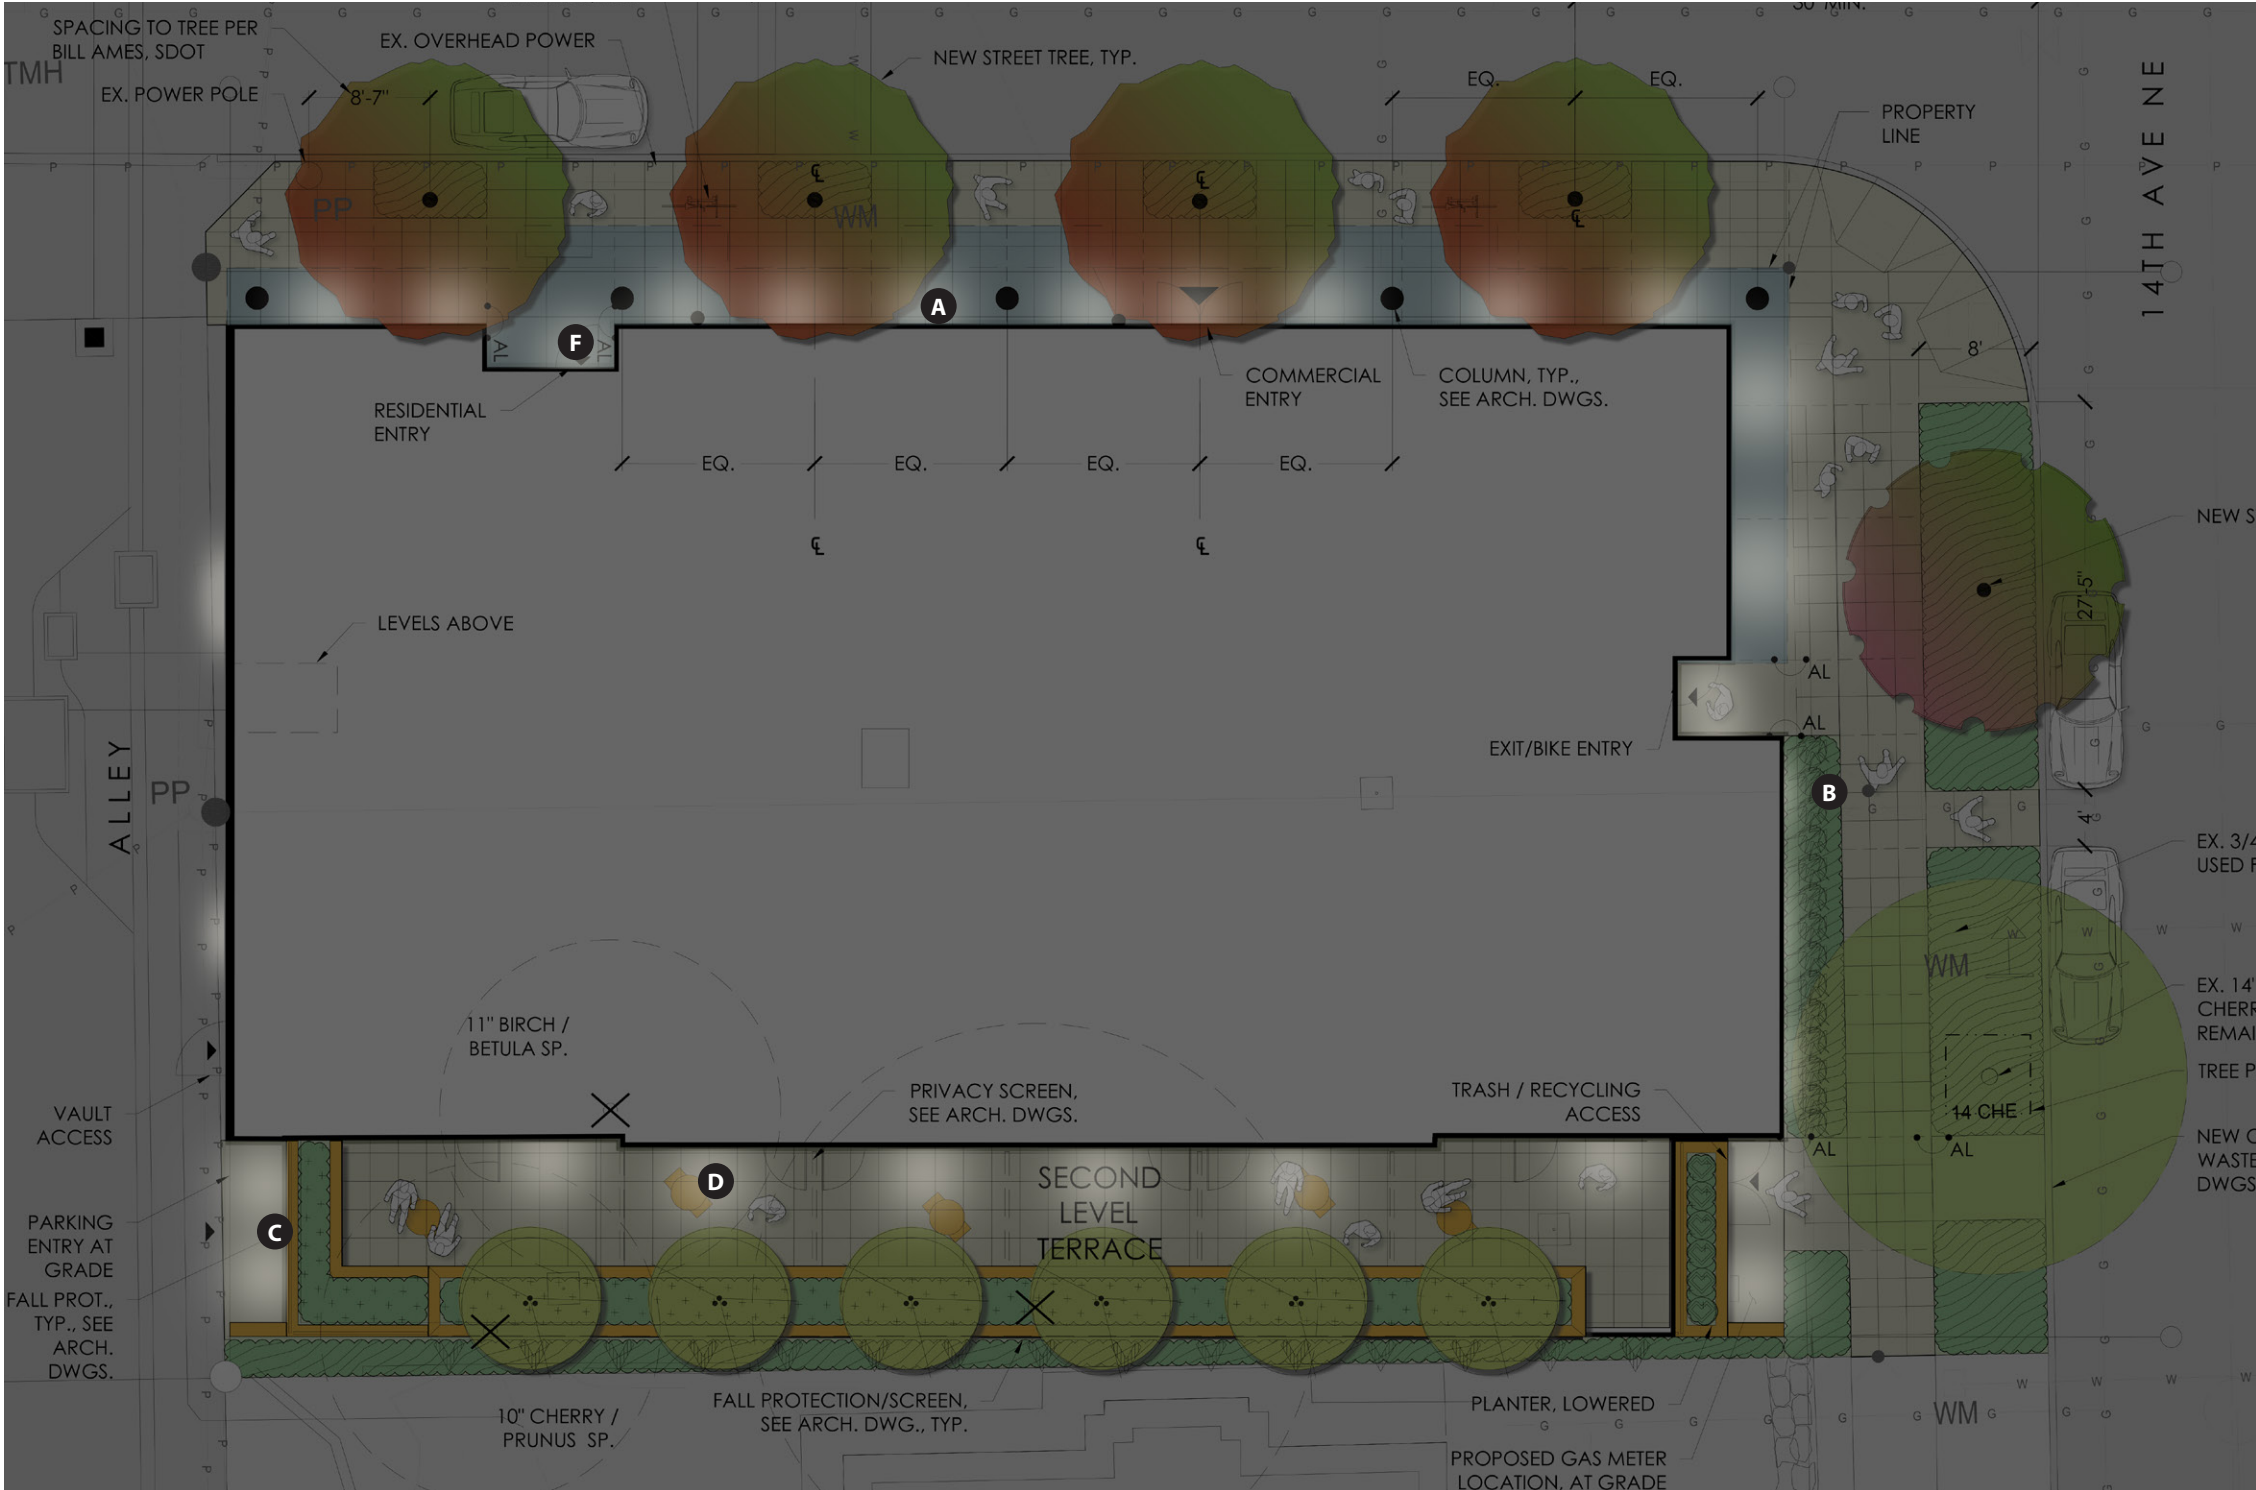 30' MIN.
SPACING TO TREE PER
BILL AMES, SDOT
TMH
EX. OVERHEAD POWER
NEW STREET TREE, TYP.
EX. POWER POLE
8'-7"
EQ.
EQ.
PROPERTY
LINE
14TH AVE NE
PP
WM
A
F
AL
AL
RESIDENTIAL
ENTRY
COMMERCIAL
ENTRY
COLUMN, TYP.,
SEE ARCH. DWGS.
8'
EQ.
EQ.
EQ.
EQ.
NEW S
27'-5"
LEVELS ABOVE
AL
AL
EXIT/BIKE ENTRY
ALLEY
PP
B
4'
EX. 3/4
USED
WM
EX. 14"
CHERR
REMAI
11" BIRCH /
BETULA SP.
PRIVACY SCREEN,
SEE ARCH. DWGS.
TRASH / RECYCLING
ACCESS
TREE P
14 CHE
VAULT
ACCESS
AL
AL
NEW
WASTE
DWGS
D
SECOND
LEVEL
TERRACE
C
PARKING
ENTRY AT
GRADE
FALL PROT.,
TYP., SEE
ARCH.
DWGS.
FALL PROTECTION/SCREEN,
SEE ARCH. DWG., TYP.
PLANTER, LOWERED
10" CHERRY /
PRUNUS SP.
WM
PROPOSED GAS METER
LOCATION, AT GRADE